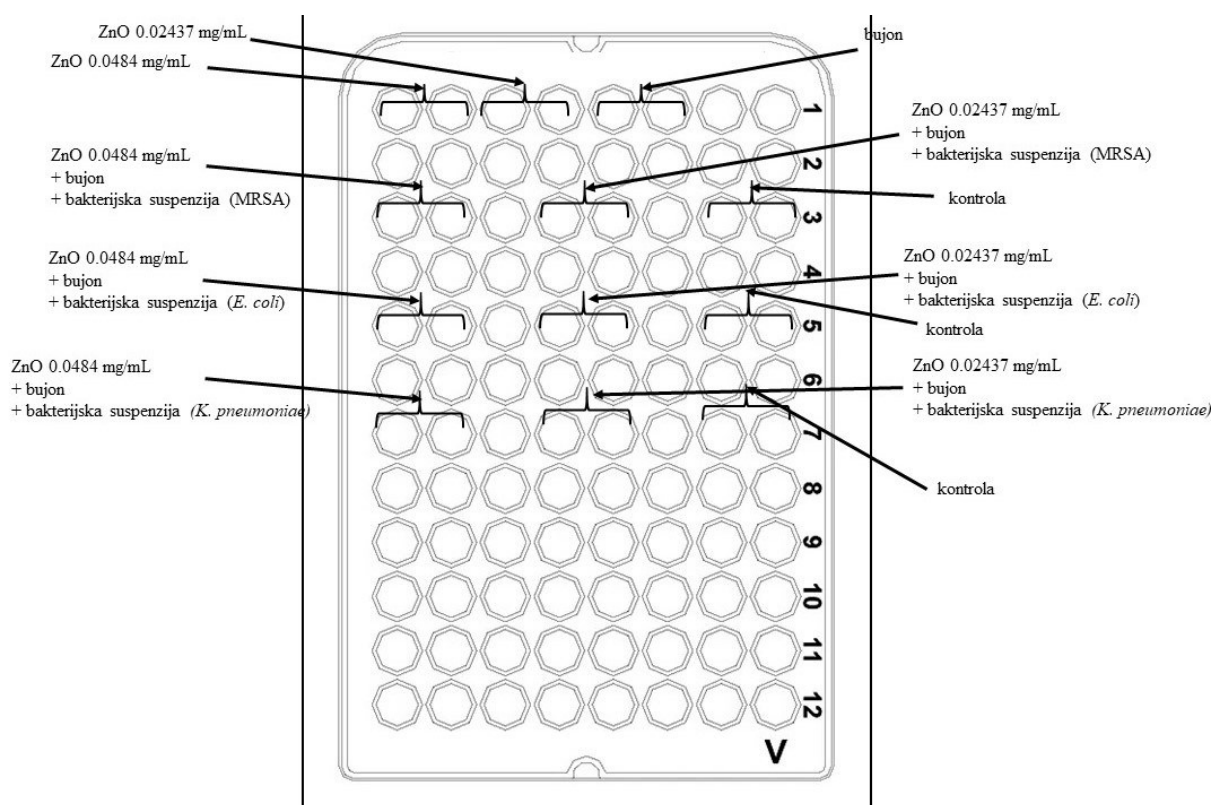 ZnO 0.02437 mg/mL
ZnO 0.0484 mg/mL
bujon
1
ZnO 0.02437 mg/mL
+ bujon
+ bakterijska suspenzija (MRSA)
ZnO 0.0484 mg/mL
+ bujon
+ bakterijska suspenzija (MRSA)
2
kontrola
3
ZnO 0.0484 mg/mL
+ bujon
+ bakterijska suspenzija (E. coli)
4
ZnO 0.02437 mg/mL
+ bujon
+ bakterijska suspenzija (E. coli)
5
kontrola
ZnO 0.0484 mg/mL
+ bujon
+ bakterijska suspenzija (K. pneumoniae)
6
ZnO 0.02437 mg/mL
+ bujon
+ bakterijska suspenzija (K. pneumoniae)
7
8
kontrola
9
10
11
12
V